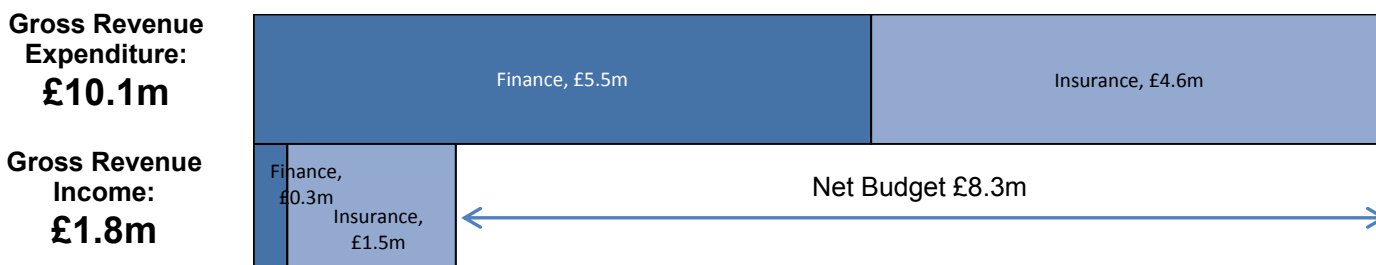 Gross Revenue
Expenditure:
£10.1m
Finance, £5.5m
Insurance, £4.6m
Gross Revenue
Income:
£1.8m
Finance,
£0.3m
Insurance,
£1.5m
Net Budget £8.3m